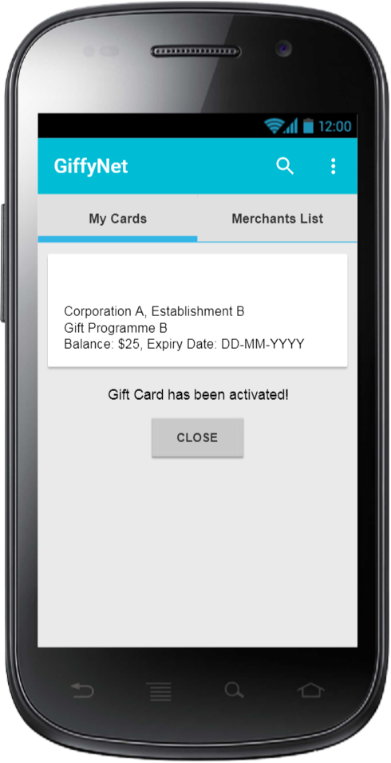 12:00
GiffyNet
My Cards
Merchants List
Corporation A, Establishment B
Gift Programme B
Balance: $25, Expiry Date: DD-MM-YYYY
Gift Card has been activated!
CLOSE